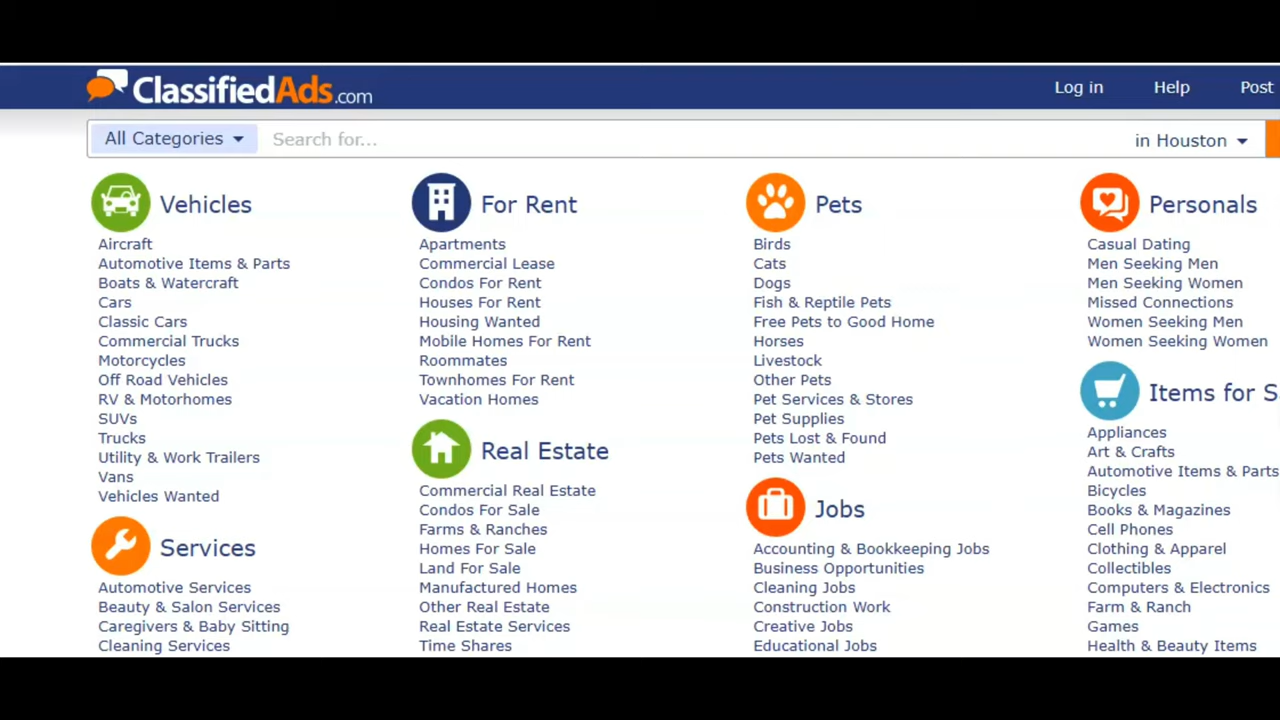 ClassifiedAds.com
Log in
Help
Post
All Categories
Search for...
in Houston
Vehicles
Aircraft
Automotive Items & Parts
Boats & Watercraft
Cars
Classic Cars
Commercial Trucks
Motorcycles
Off Road Vehicles
RV & Motorhomes
SUVs
Trucks
Utility & Work Trailers
Vans
Vehicles Wanted
Services
Automotive Services
Beauty & Salon Services
Caregivers & Baby Sitting
Cleaning Services
For Rent
Apartments
Commercial Lease
Condos For Rent
Houses For Rent
Housing Wanted
Mobile Homes For Rent
Roommates
Townhomes For Rent
Vacation Homes
Real Estate
Commercial Real Estate
Condos For Sale
Farms & Ranches
Homes For Sale
Land For Sale
Manufactured Homes
Other Real Estate
Real Estate Services
Time Shares
Pets
Birds
Cats
Dogs
Fish & Reptile Pets
Free Pets to Good Home
Horses
Livestock
Other Pets
Pet Services & Stores
Pet Supplies
Pets Lost & Found
Pets Wanted
Jobs
Accounting & Bookkeeping Jobs
Business Opportunities
Cleaning Jobs
Construction Work
Creative Jobs
Educational Jobs
Personals
Casual Dating
Men Seeking Men
Men Seeking Women
Missed Connections
Women Seeking Men
Women Seeking Women
Items for S
Appliances
Art & Crafts
Automotive Items & Parts
Bicycles
Books & Magazines
Cell Phones
Clothing & Apparel
Collectibles
Computers & Electronics
Farm & Ranch
Games
Health & Beauty Items